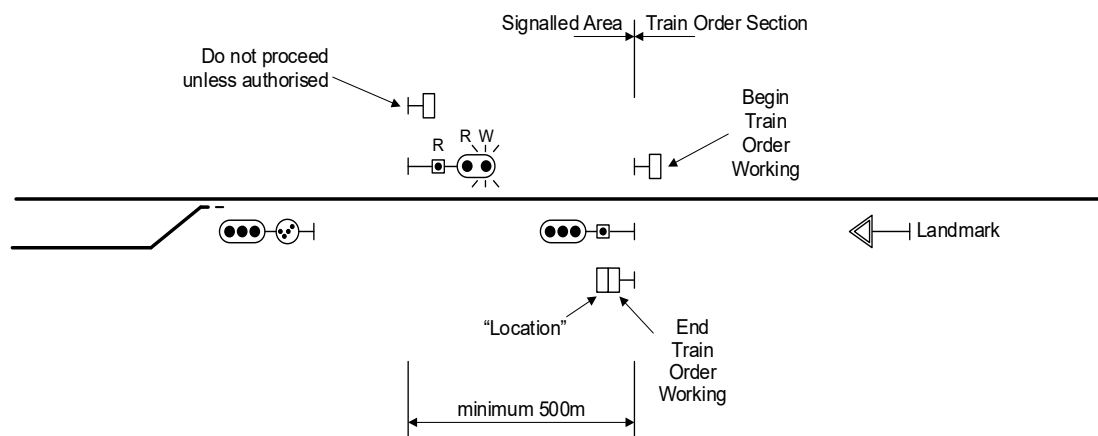 Signalled Area
Train Order Section
Do not proceed
unless authorised
Begin
Train
Order
Working
R
R W
Landmark
“Location”
End
Train
Order
Working
minimum 500m